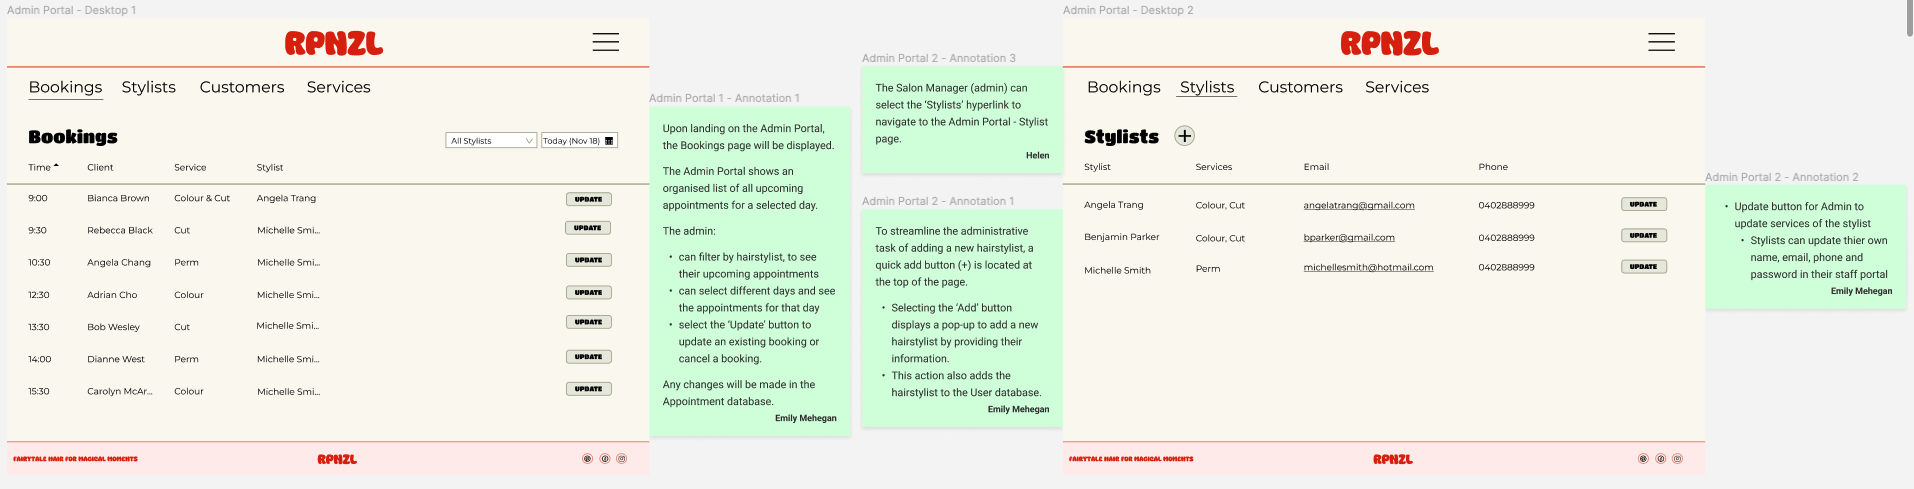 Admin Portal - Desktop 1
RPNZL
Bookings Stylists Customers Services
Bookings
All Stylists Today (Nov 18)
Time Client Service Stylist
9:00 Bianca Brown Colour & Cut Angela Trang UPDATE
9:30 Rebecca Black Cut Michelle Smi... UPDATE
10:30 Angela Chang Perm Michelle Smi... UPDATE
12:30 Adrian Cho Colour Michelle Smi... UPDATE
13:30 Bob Wesley Cut Michelle Smi... UPDATE
14:00 Dianne West Perm Michelle Smi... UPDATE
15:30 Carolyn McAr... Colour Michelle Smi... UPDATE
FAIRYTALE HAIR FOR MAGICAL MOMENTS RPNZL
Admin Portal 1 - Annotation 1
Upon landing on the Admin Portal,
the Bookings page will be displayed.
The Admin Portal shows an
organised list of all upcoming
appointments for a selected day.
The admin:
• can filter by hairstylist, to see
their upcoming appointments
• can select different days and see
the appointments for that day
• select the 'Update' button to
update an existing booking or
cancel a booking.
Any changes will be made in the
Appointment database.
Emily Mehegan
Admin Portal 2 - Annotation 3
The Salon Manager (admin) can
select the 'Stylists' hyperlink to
navigate to the Admin Portal - Stylist
page.
Helen
Admin Portal 2 - Annotation 1
To streamline the administrative
task of adding a new hairstylist, a
quick add button (+) is located at
the top of the page.
• Selecting the 'Add' button
displays a pop-up to add a new
hairstylist by providing their
information.
• This action also adds the
hairstylist to the User database.
Emily Mehegan
Admin Portal - Desktop 2
RPNZL
Bookings Stylists Customers Services
Stylists +
Stylist Services Email Phone
Angela Trang Colour, Cut angelatrang@gmail.com 0402888999 UPDATE
Benjamin Parker Colour, Cut bparker@gmail.com 0402888999 UPDATE
Michelle Smith Perm michellesmith@hotmail.com 0402888999 UPDATE
FAIRYTALE HAIR FOR MAGICAL MOMENTS RPNZL
Admin Portal 2 - Annotation 2
• Update button for Admin to
update services of the stylist
• Stylists can update thier own
name, email, phone and
password in their staff portal
Emily Mehegan